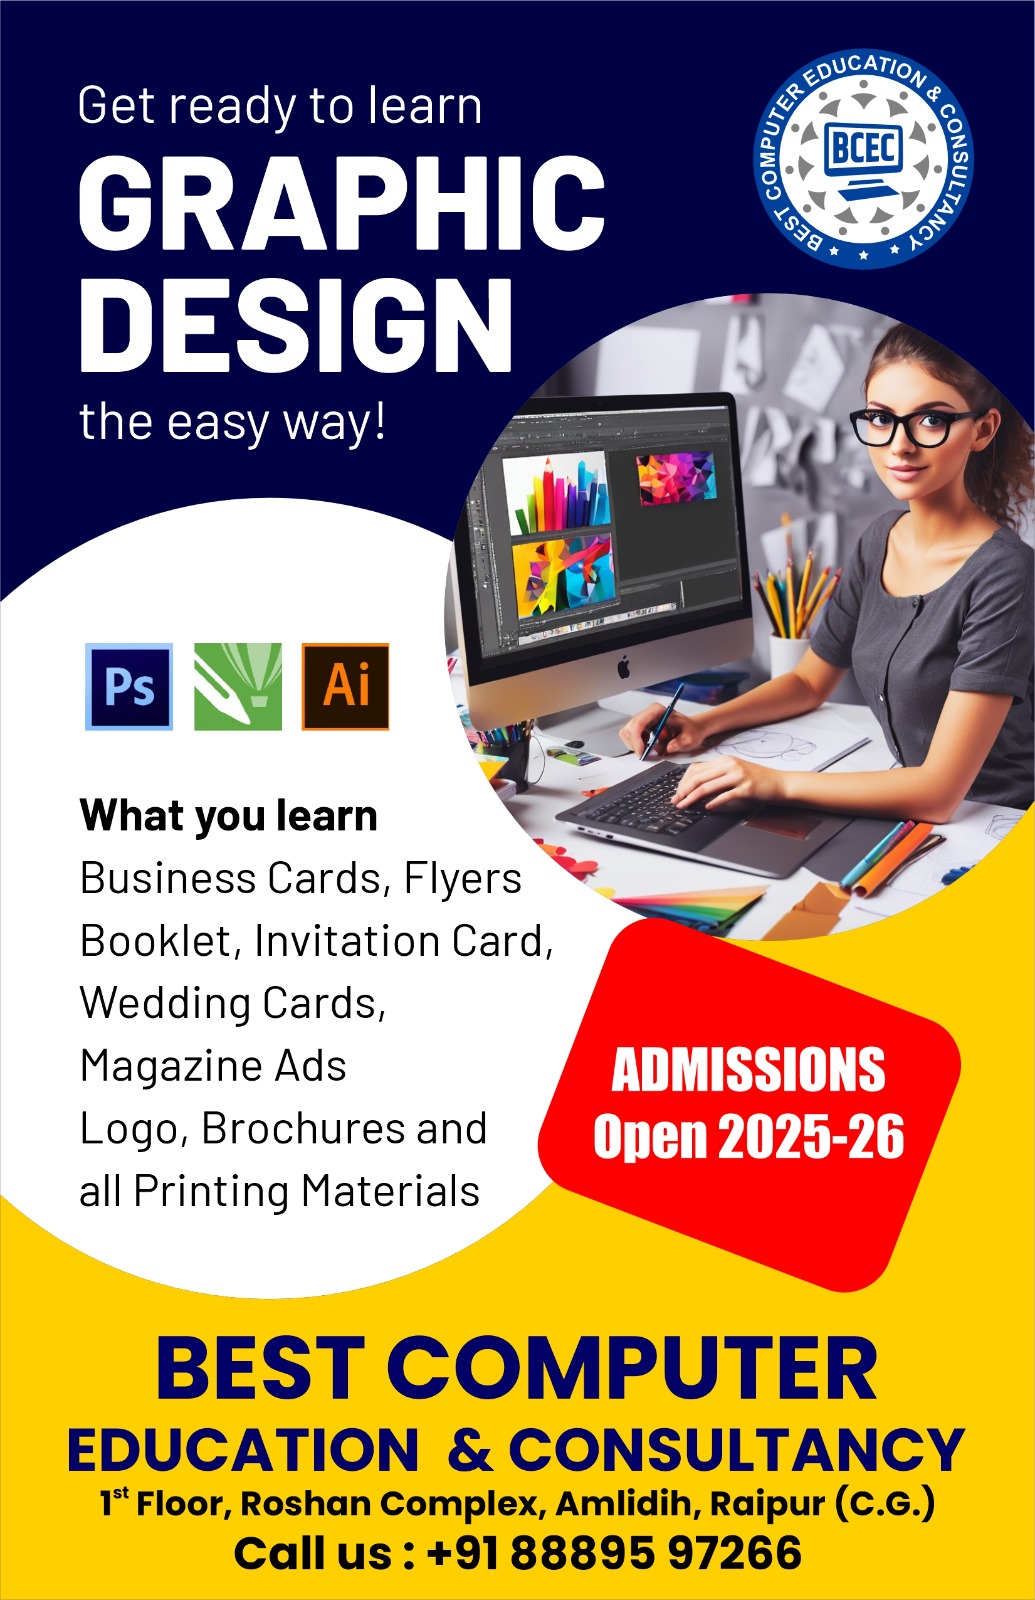 Get ready to learn
GRAPHIC
DESIGN
the easy way!
BEST COMPUTER EDUCATION & CONSULTANCY
BCEC
Ps
Ai
What you learn
Business Cards, Flyers
Booklet, Invitation Card,
Wedding Cards,
Magazine Ads
Logo, Brochures and
all Printing Materials
ADMISSIONS
Open 2025-26
BEST COMPUTER
EDUCATION & CONSULTANCY
1st Floor, Roshan Complex, Amlidih, Raipur (C.G.)
Call us : +91 88895 97266